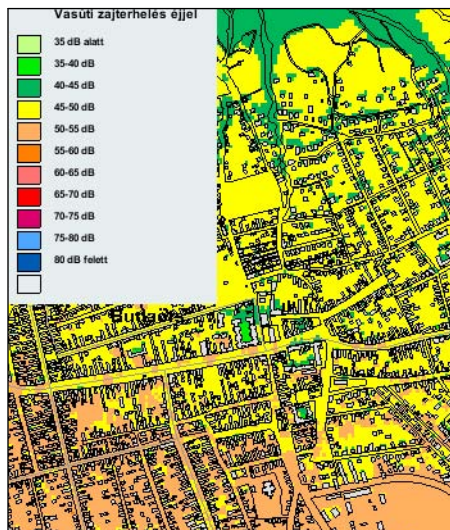 Vasúti zajterhelés éjjel
35 dB alatt
35-40 dB
40-45 dB
45-50 dB
50-55 dB
55-60 dB
60-65 dB
65-70 dB
70-75 dB
75-80 dB
80 dB felett
Budaörs